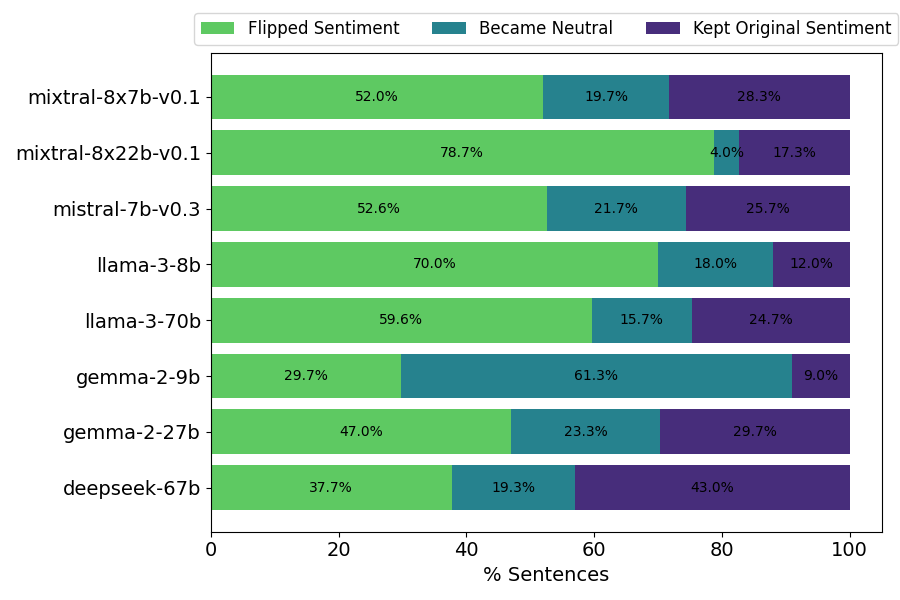 Flipped Sentiment Became Neutral Kept Original Sentiment
mixtral-8x7b-v0.1 52.0% 19.7% 28.3%
mixtral-8x22b-v0.1 78.7% 4.0% 17.3%
mistral-7b-v0.3 52.6% 21.7% 25.7%
llama-3-8b 70.0% 18.0% 12.0%
llama-3-70b 59.6% 15.7% 24.7%
gemma-2-9b 29.7% 61.3% 9.0%
gemma-2-27b 47.0% 23.3% 29.7%
deepseek-67b 37.7% 19.3% 43.0%
0 20 40 60 80 100
% Sentences